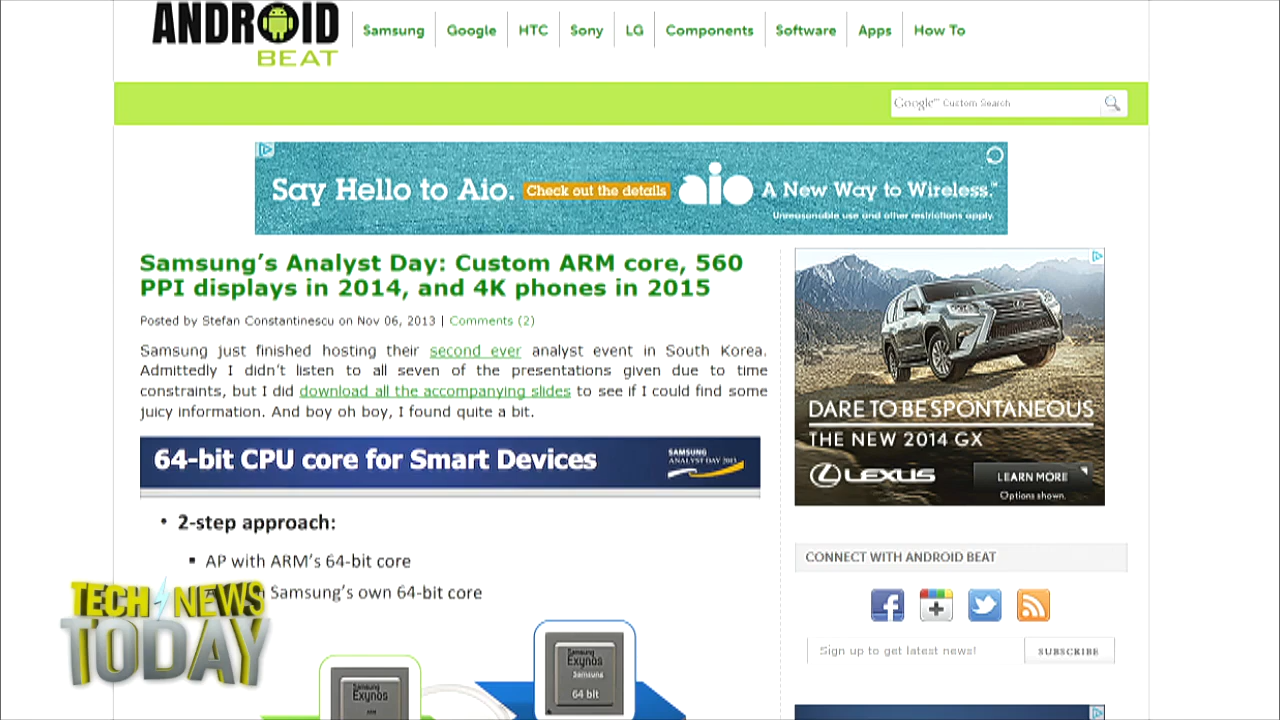 ANDROID
BEAT
Samsung
Google
HTC
Sony
LG
Components
Software
Apps
How To
Google™ Custom Search
Say Hello to Aio.
Check out the details
aio
A New Way to Wireless.
Unreasonable use and other restrictions apply.
Samsung's Analyst Day: Custom ARM core, 560
PPI displays in 2014, and 4K phones in 2015
Posted by Stefan Constantinescu on Nov 06, 2013 | Comments (2)
Samsung just finished hosting their second ever analyst event in South Korea.
Admittedly I didn't listen to all seven of the presentations given due to time
constraints, but I did download all the accompanying slides to see if I could find some
juicy information. And boy oh boy, I found quite a bit.
64-bit CPU core for Smart Devices
SAMSUNG
ANALYST DAY 2013
• 2-step approach:
▪ AP with ARM's 64-bit core
Samsung's own 64-bit core
Samsung
Exynos
ARM
Samsung
Exynos
Samsung
64 bit
DARE TO BE SPONTANEOUS
THE NEW 2014 GX
LEXUS
LEARN MORE
Options shown.
CONNECT WITH ANDROID BEAT
Sign up to get latest news!
SUBSCRIBE
TECH NEWS
TODAY